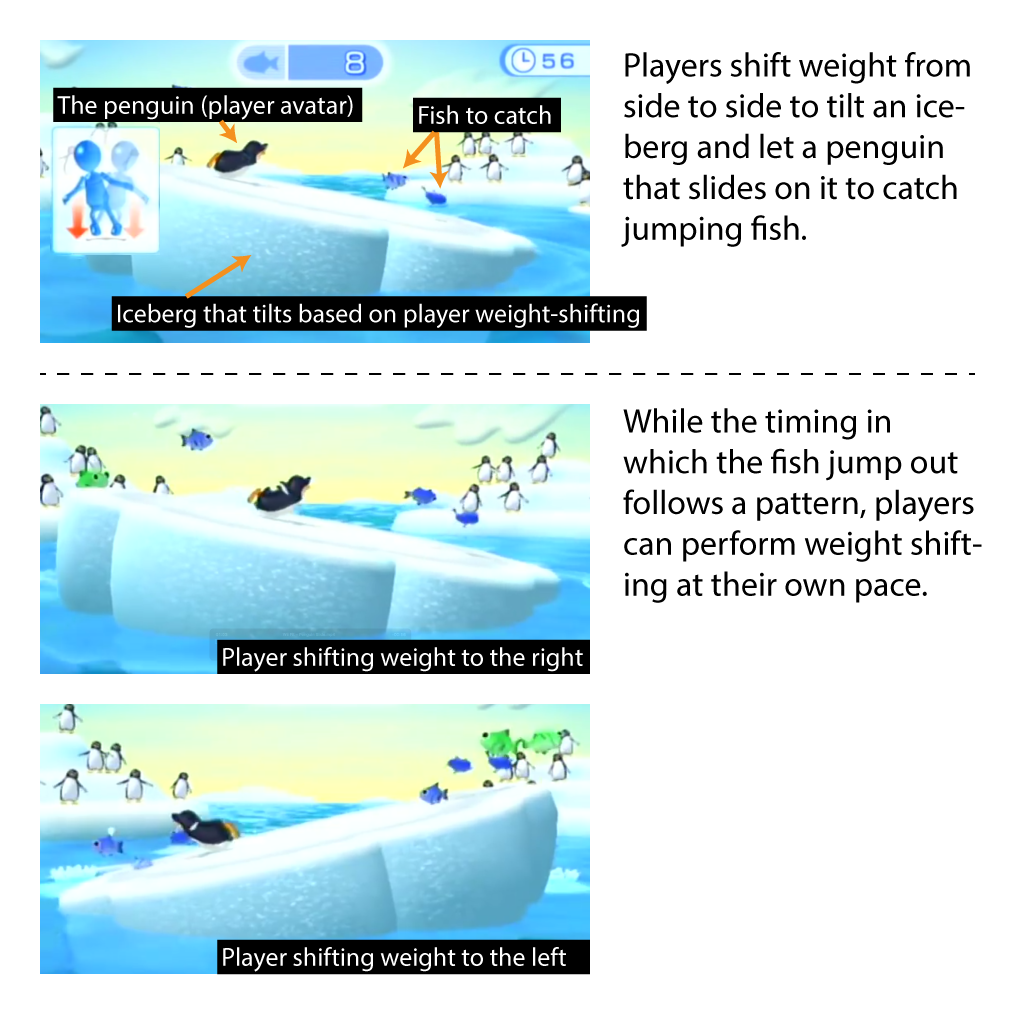 8
56
The penguin (player avatar)
Fish to catch
Iceberg that tilts based on player weight-shifting
Players shift weight from
side to side to tilt an ice-
berg and let a penguin
that slides on it to catch
jumping fish.
Player shifting weight to the right
While the timing in
which the fish jump out
follows a pattern, players
can perform weight shift-
ing at their own pace.
Player shifting weight to the left